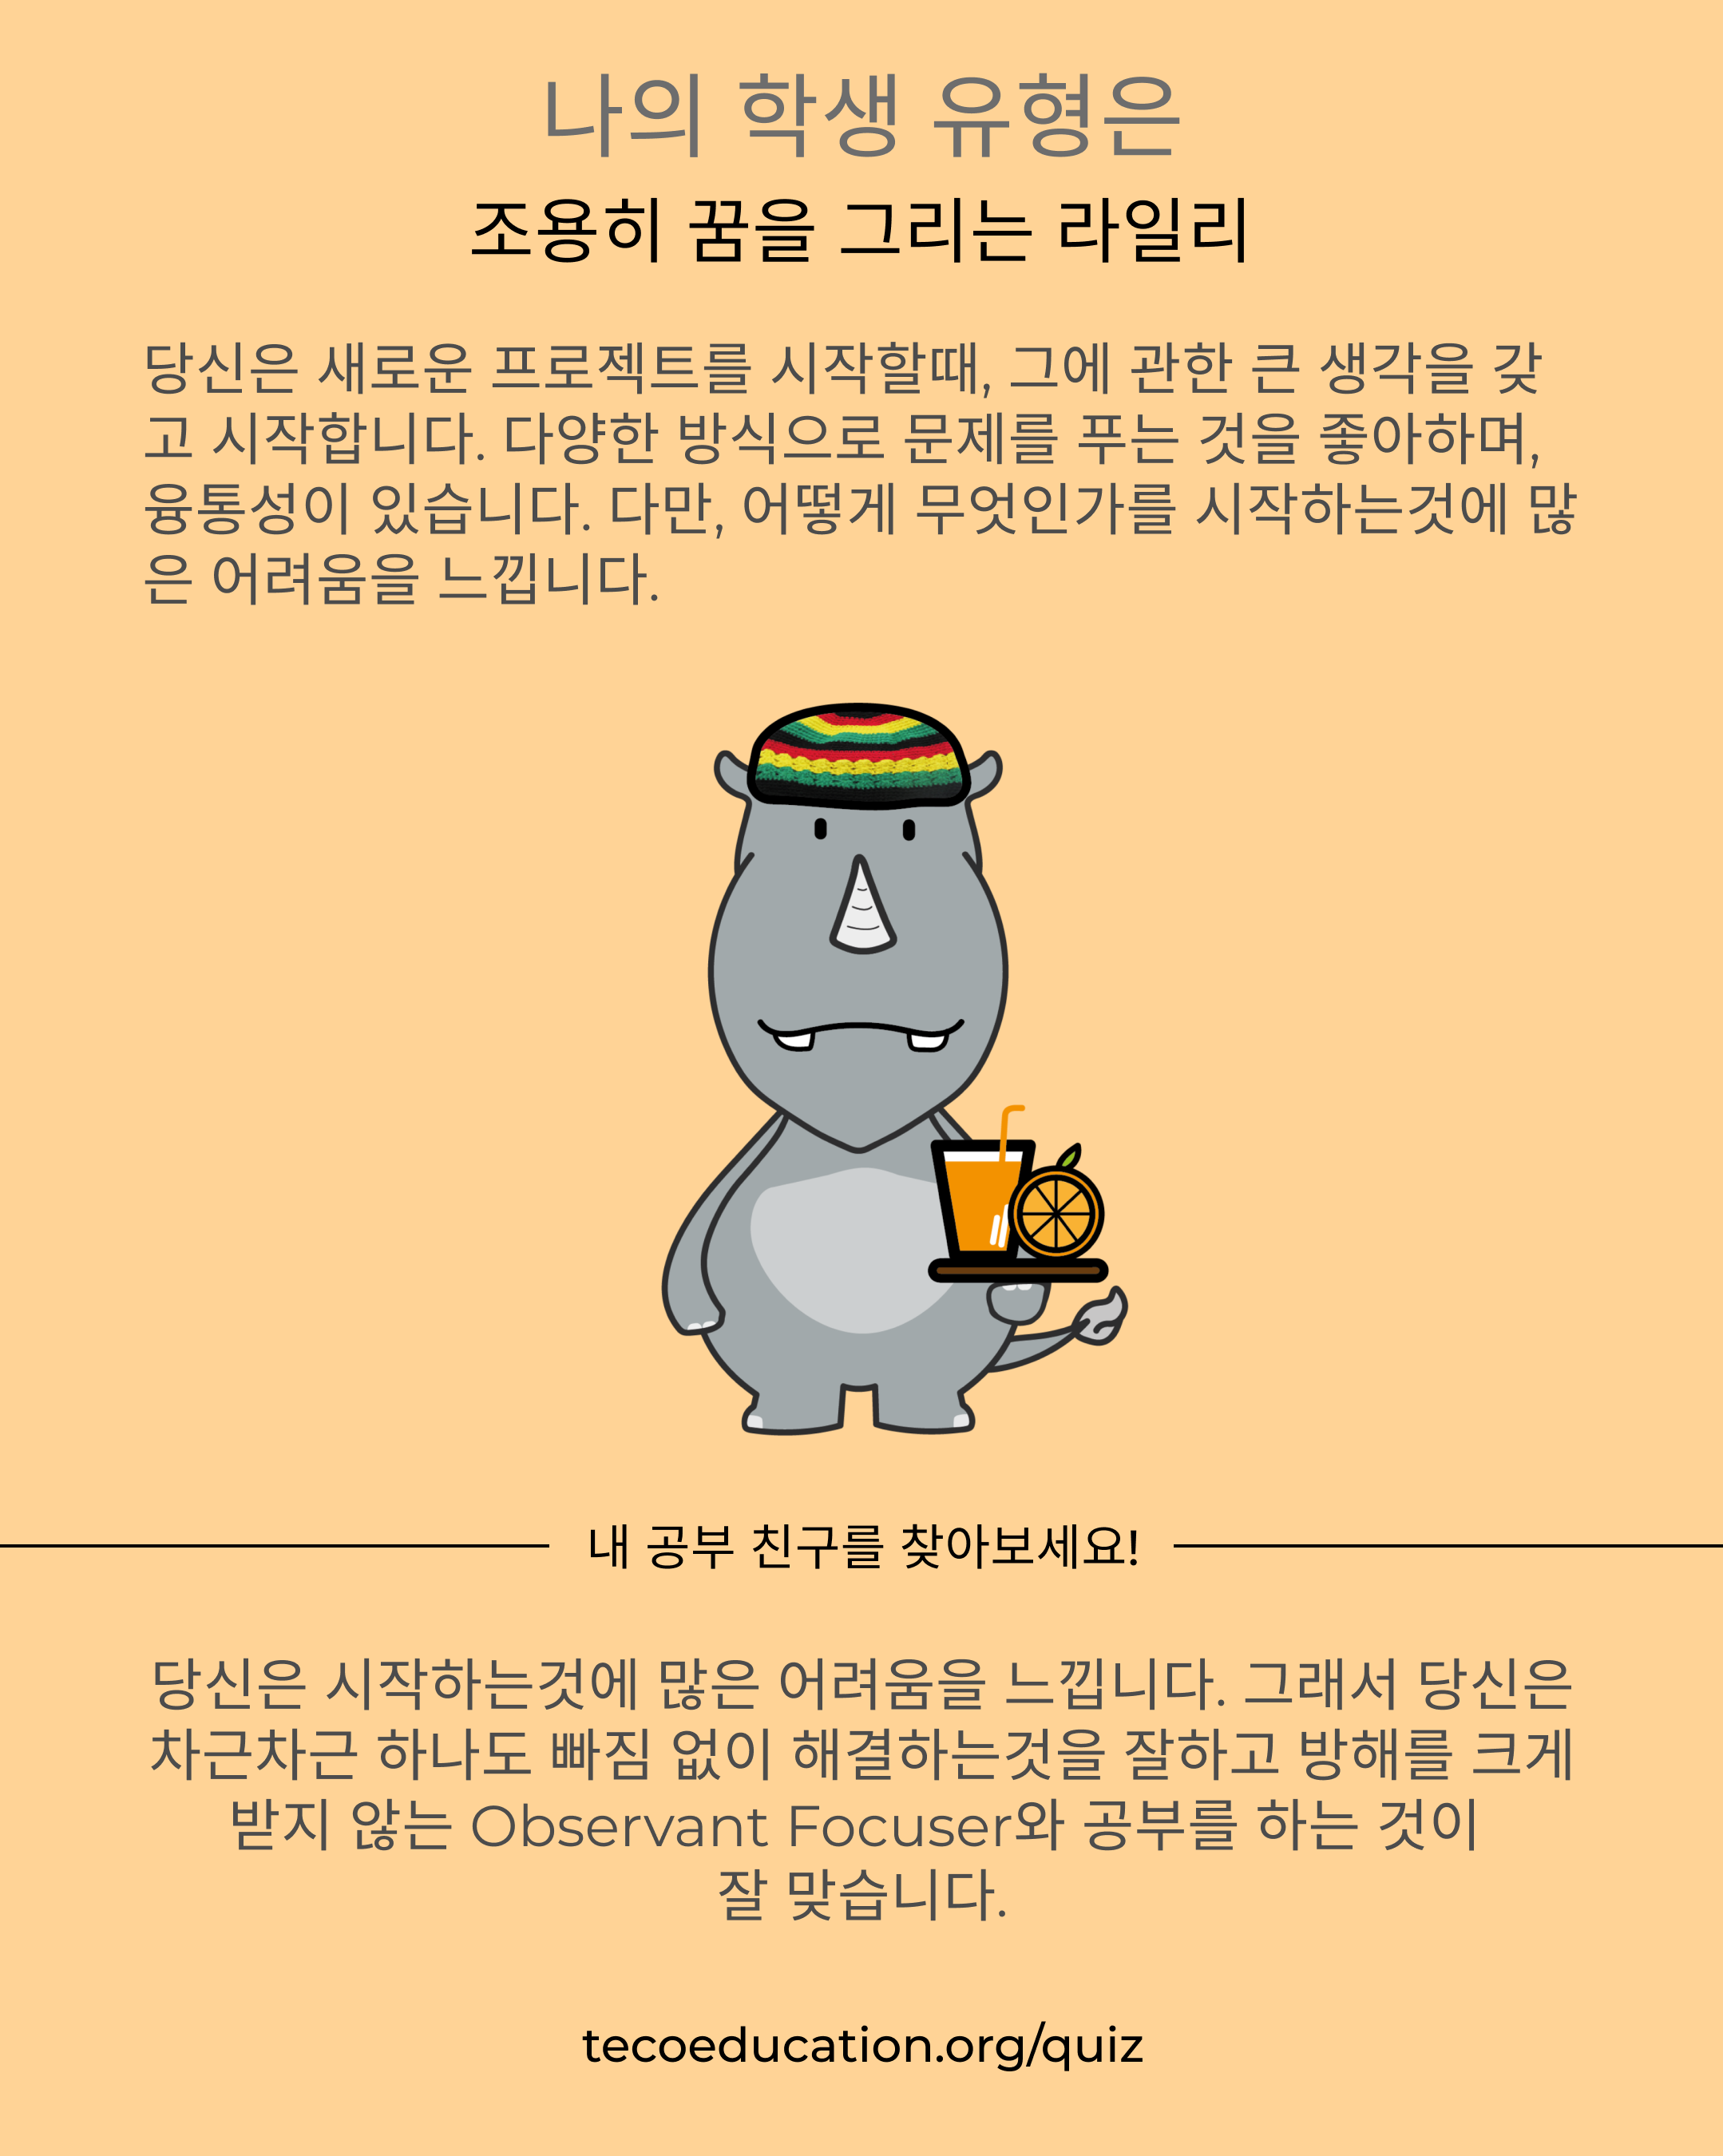 나의 학생 유형은
조용히 꿈을 그리는 라일리
당신은 새로운 프로젝트를 시작할때, 그에 관한 큰 생각을 갖
고 시작합니다. 다양한 방식으로 문제를 푸는 것을 좋아하며,
융통성이 있습니다. 다만, 어떻게 무엇인가를 시작하는것에 많
은 어려움을 느낍니다.
내 공부 친구를 찾아보세요!
당신은 시작하는것에 많은 어려움을 느낍니다. 그래서 당신은
차근차근 하나도 빠짐 없이 해결하는것을 잘하고 방해를 크게
받지 않는 Observant Focuser와 공부를 하는 것이
잘 맞습니다.
tecoeducation.org/quiz